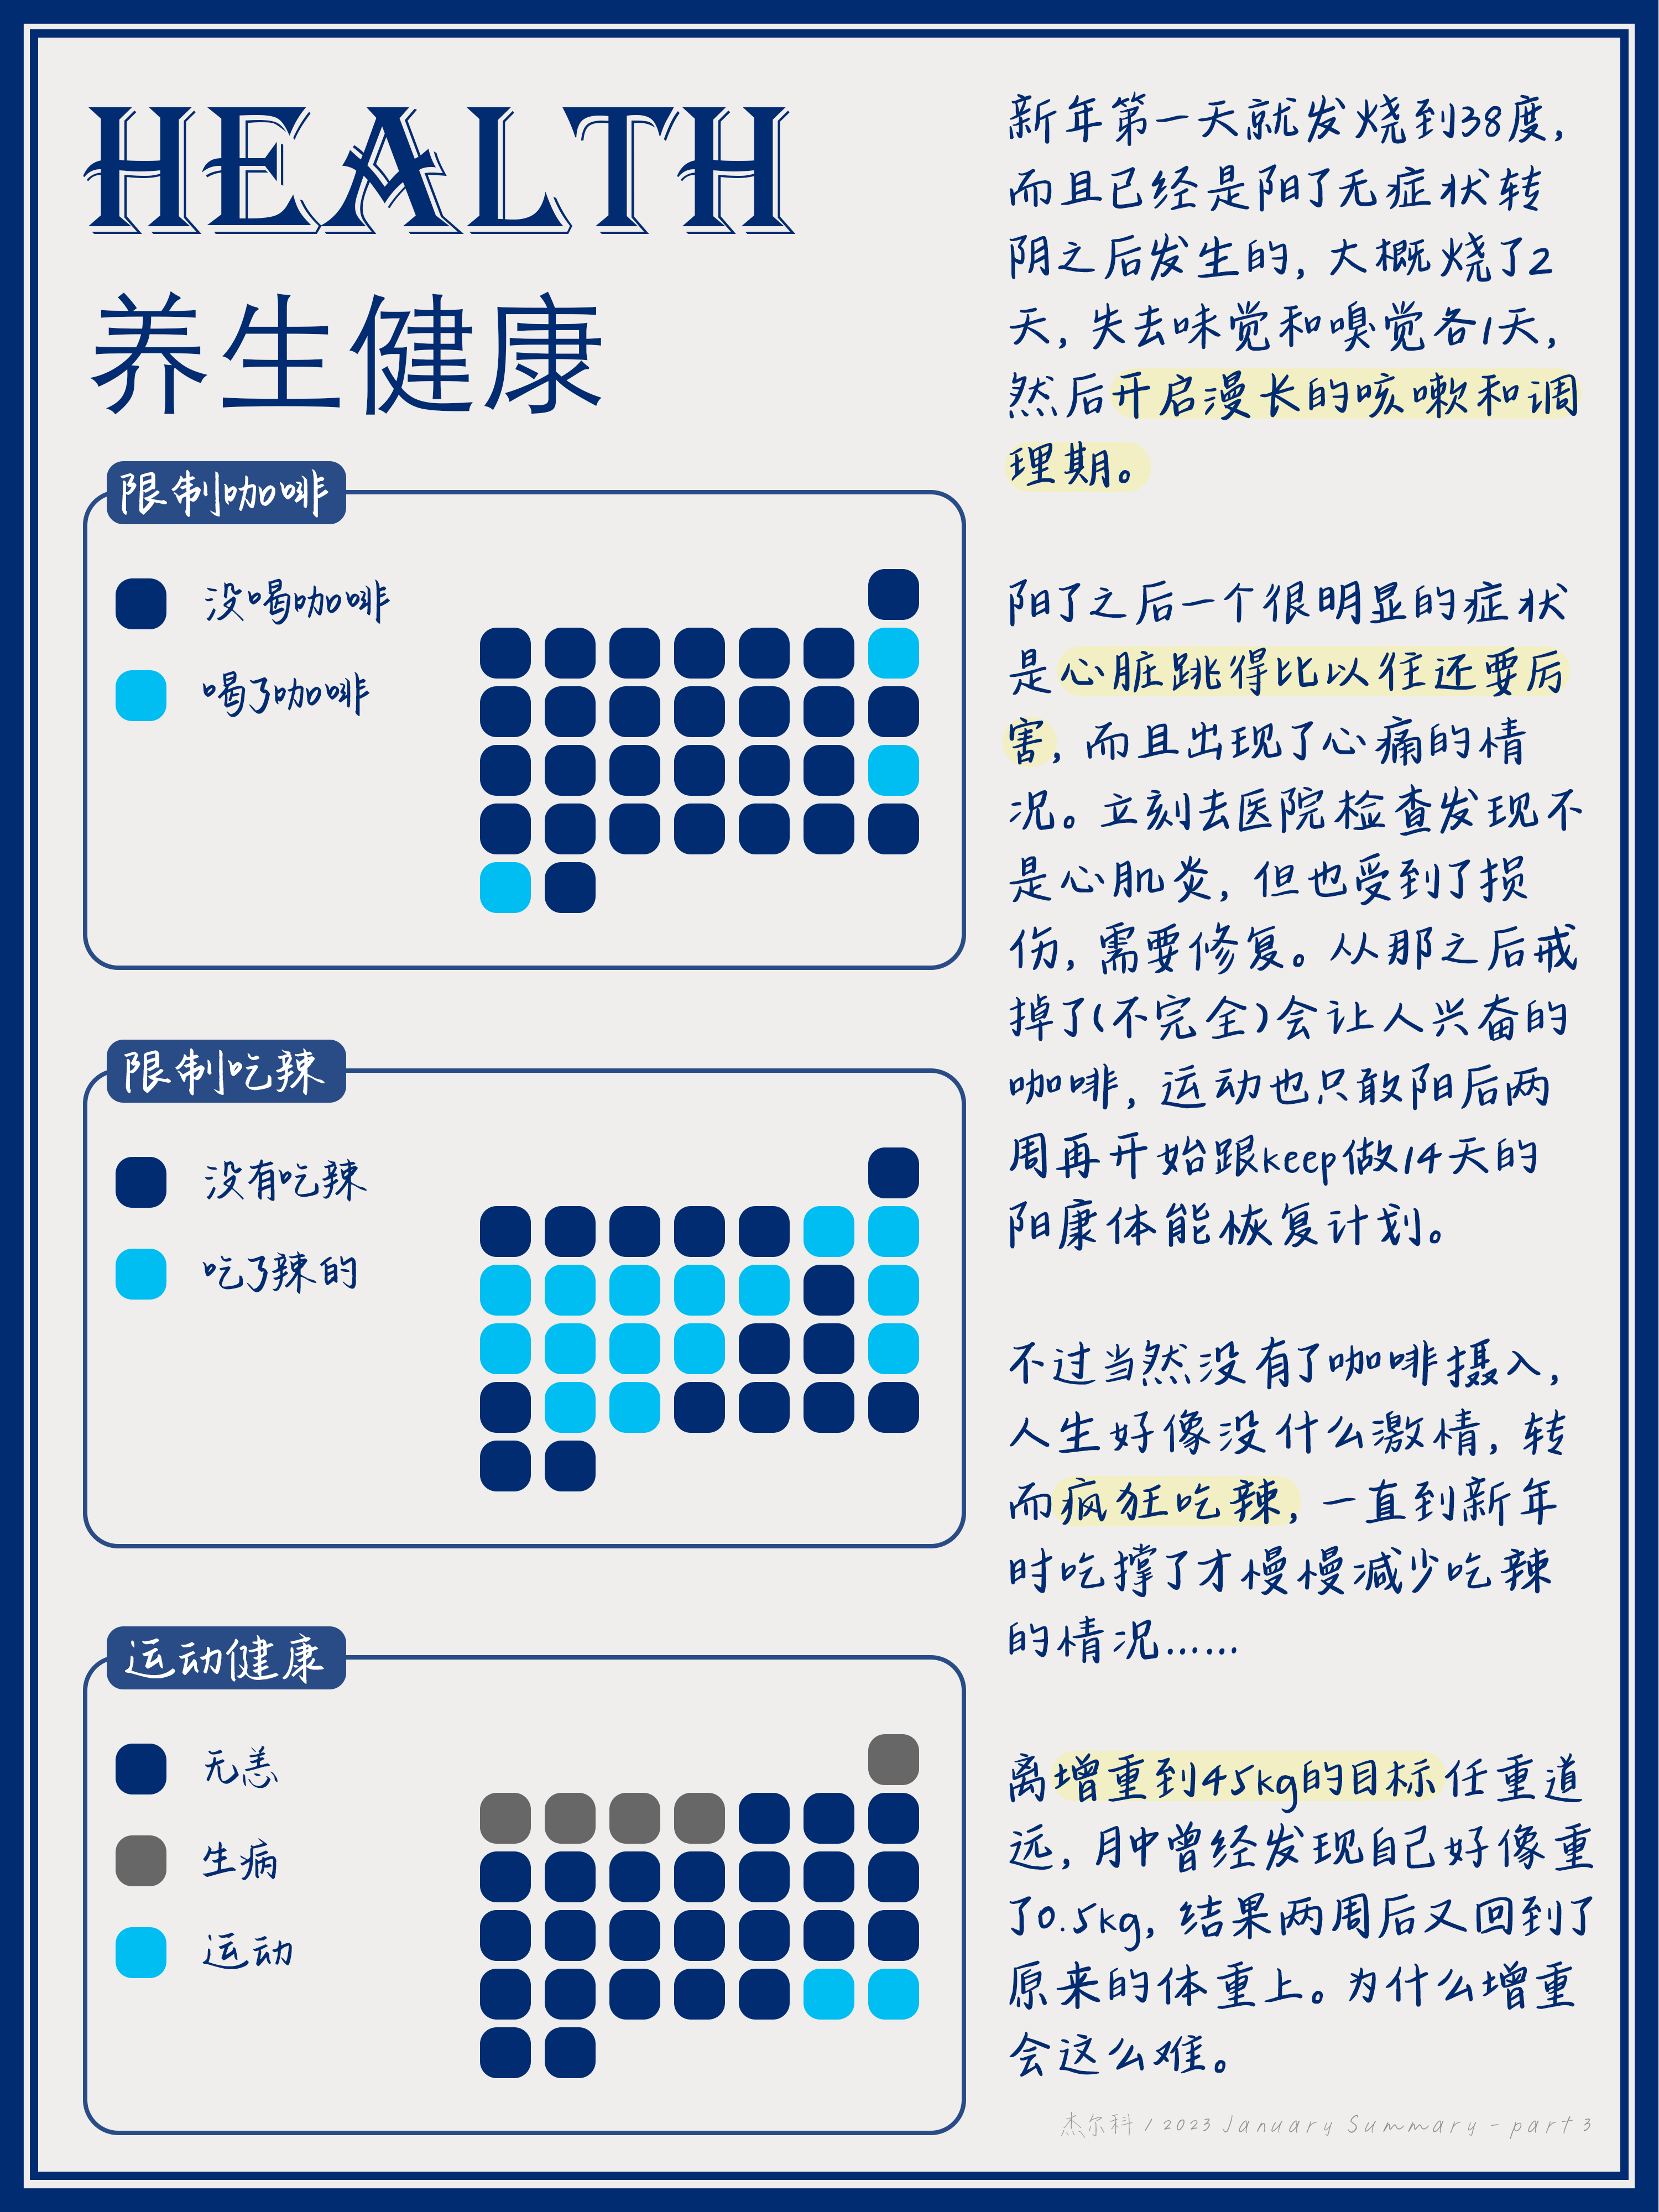 HEALTH
养生健康
限制咖啡
没喝咖啡
喝了咖啡
限制吃辣
没有吃辣
吃了辣的
运动健康
无恙
生病
运动
新年第一天就发烧到38度,
而且已经是阳了无症状转
阴之后发生的, 大概烧了2
天, 失去味觉和嗅觉各1天,
然后开启漫长的咳嗽和调
理期。
阳了之后一个很明显的症状
是心脏跳得比以往还要厉
害, 而且出现了心痛的情
况。立刻去医院检查发现不
是心肌炎, 但也受到了损
伤, 需要修复。从那之后戒
掉了(不完全)会让人兴奋的
咖啡, 运动也只敢阳后两
周再开始跟keep做14天的
阳康体能恢复计划。
不过当然没有了咖啡摄入,
人生好像没什么激情, 转
而疯狂吃辣, 一直到新年
时吃撑了才慢慢减少吃辣
的情况……
离增重到45kg的目标任重道
远, 月中曾经发现自己好像重
了0.5kg, 结果两周后又回到了
原来的体重上。为什么增重
会这么难。
杰尔科 / 2023 January Summary - part 3